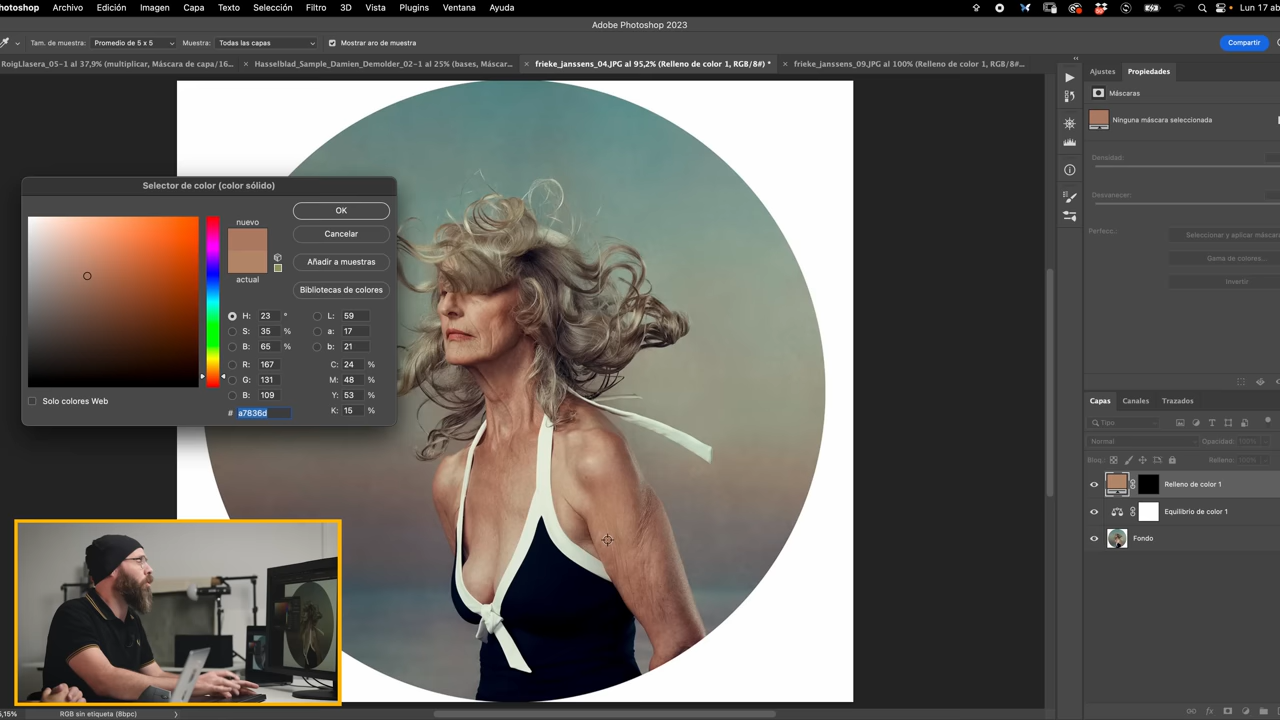 otoshop Archivo Edición Imagen Capa Texto Selección Filtro 3D Vista Plugins Ventana Ayuda Lun 17 ab
Adobe Photoshop 2023
Tam. de muestra: Promedio de 5 x 5 Muestra: Todas las capas Mostrar aro de muestra Compartir
RoigLlasera_05-1 al 37,9% (multiplicar, Máscara de capa/16... × Hasselblad_Sample_Damien_Demolder_02-1 al 25% (bases, Máscar... × frieke_janssens_04.JPG al 95,2% (Relleno de color 1, RGB/8#) * × frieke_janssens_09.JPG al 100% (Relleno de color 1, RGB/8#)...
Ajustes Propiedades
Máscaras
Ninguna máscara seleccionada
Densidad:
Desvanecer:
Perfecc.: Seleccionar y aplicar máscar
Gama de colores...
Invertir
Selector de color (color sólido)
nuevo
actual
OK
Cancelar
Añadir a muestras
Bibliotecas de colores
H: 23 ° L: 59
S: 35 % a: 17
B: 65 % b: 21
R: 167 C: 24 %
G: 131 M: 48 %
B: 109 Y: 53 %
# a7836d K: 15 %
Solo colores Web
Capas Canales Trazados
Tipo
Normal Opacidad: 100%
Bloq.: Relleno: 100%
Relleno de color 1
Equilibrio de color 1
Fondo
5,15% RGB sin etiqueta (8bpc)